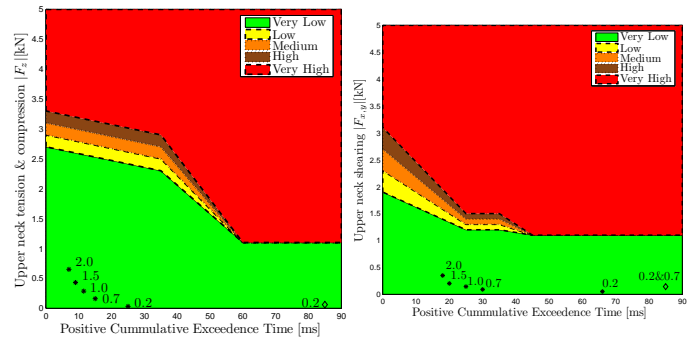 Upper neck tension & compression |F_z|[kN]
5
4.5
4
3.5
3
2.5
2
1.5
1
0.5
0
Very Low
Low
Medium
High
Very High
2.0
1.5
1.0
0.7
0.2
0.2
0 10 20 30 40 50 60 70 80 90
Positive Cummulative Exceedence Time [ms]
Upper neck shearing |F_{x,y}|[kN]
5
4.5
4
3.5
3
2.5
2
1.5
1
0.5
0
Very Low
Low
Medium
High
Very High
2.0
1.5
1.0
0.7
0.2
0.2&0.7
0 10 20 30 40 50 60 70 80 90
Positive Cummulative Exceedence Time [ms]